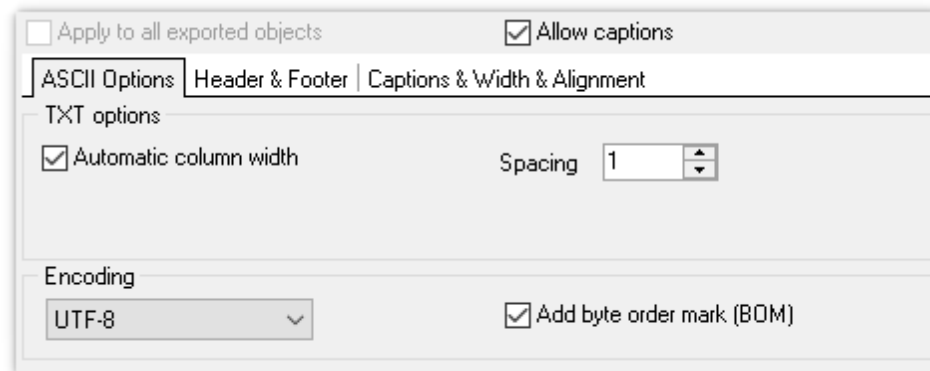 Apply to all exported objects
Allow captions
ASCII Options Header & Footer Captions & Width & Alignment
TXT options
Automatic column width
Spacing 1
Encoding
UTF-8
Add byte order mark (BOM)